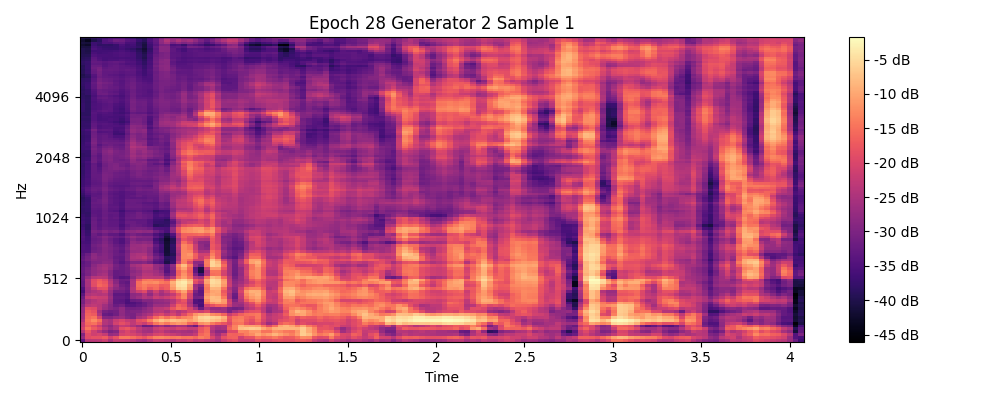 Epoch 28 Generator 2 Sample 1
Hz
4096
2048
1024
512
0
0 0.5 1 1.5 2 2.5 3 3.5 4
Time
-5 dB
-10 dB
-15 dB
-20 dB
-25 dB
-30 dB
-35 dB
-40 dB
-45 dB